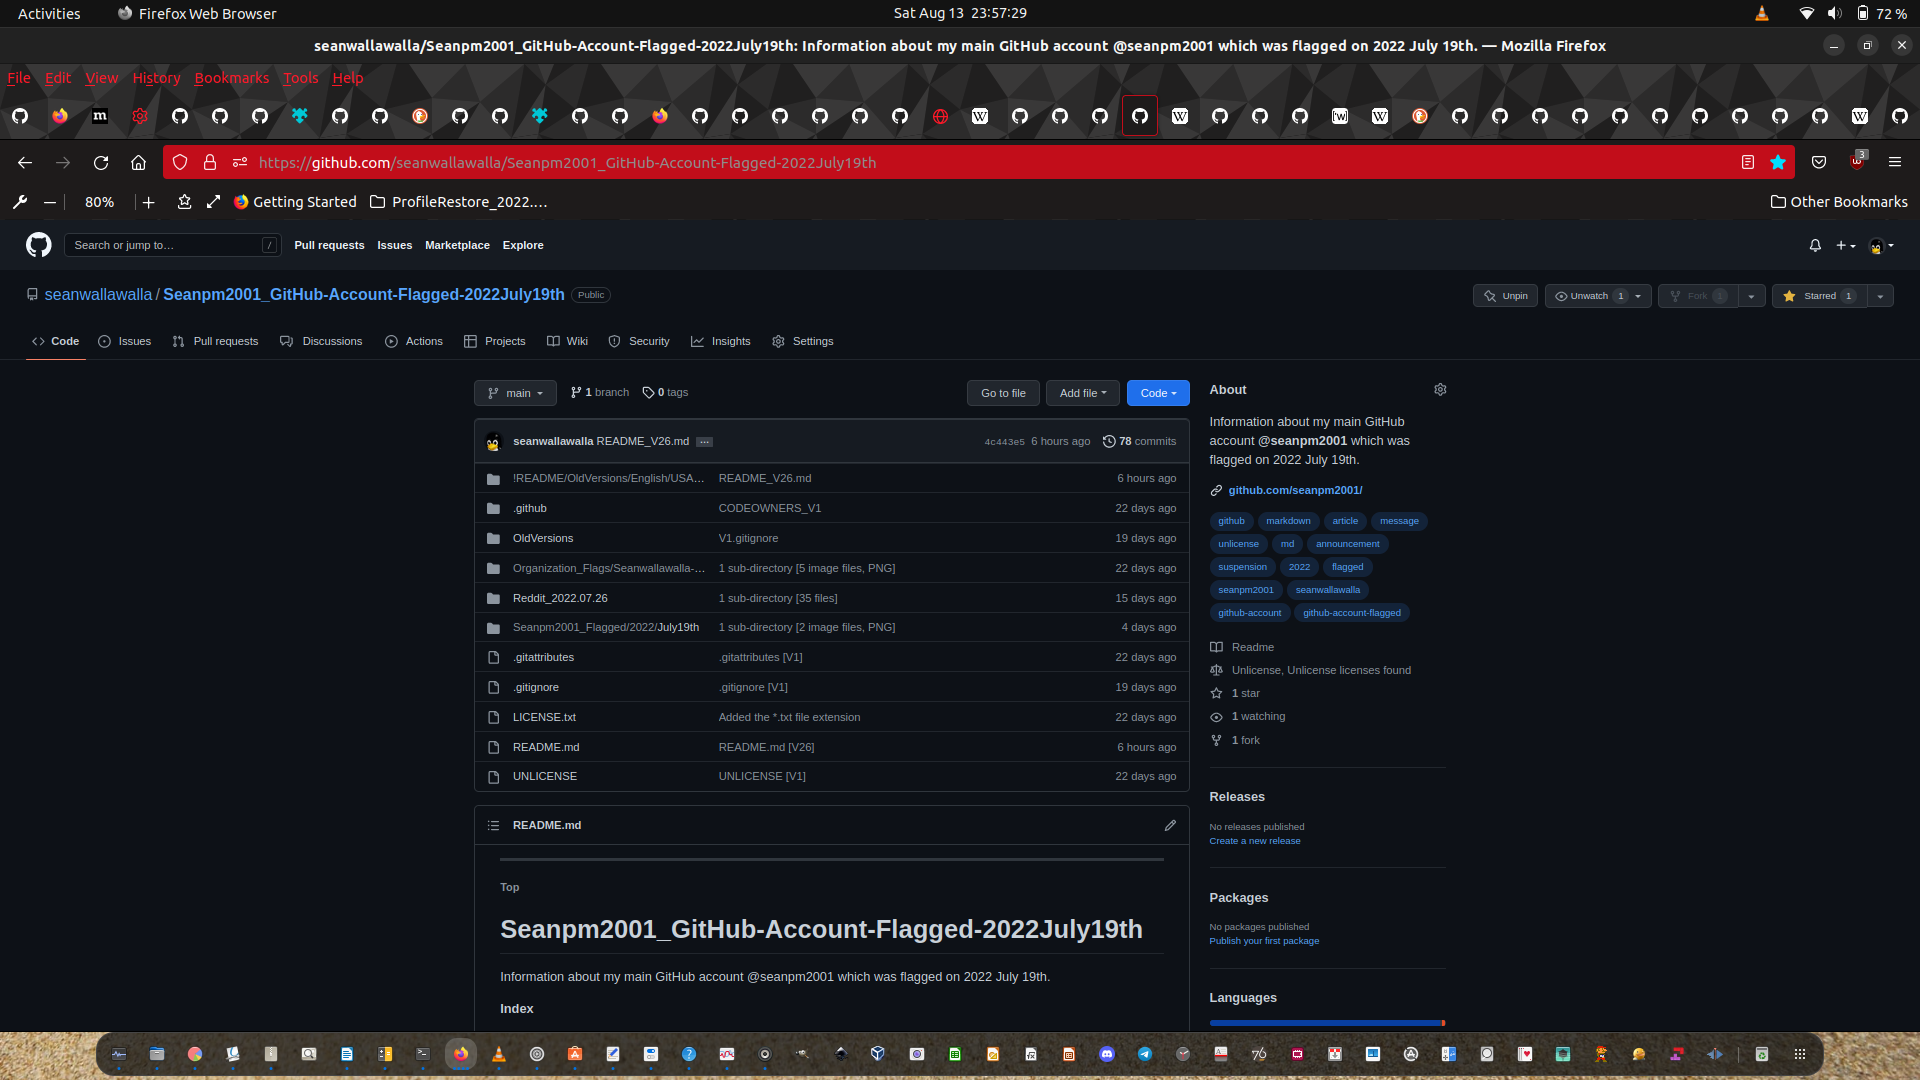 Activities Firefox Web Browser Sat Aug 13 23:57:29 72 %
seanwallawalla/Seanpm2001_GitHub-Account-Flagged-2022July19th: Information about my main GitHub account @seanpm2001 which was flagged on 2022 July 19th. — Mozilla Firefox
File Edit View History Bookmarks Tools Help
https://github.com/seanwallawalla/Seanpm2001_GitHub-Account-Flagged-2022July19th 3
80% Getting Started ProfileRestore_2022.… Other Bookmarks
Search or jump to… / Pull requests Issues Marketplace Explore
seanwallawalla / Seanpm2001_GitHub-Account-Flagged-2022July19th Public Unpin Unwatch 1 Fork 1 Starred 1
Code Issues Pull requests Discussions Actions Projects Wiki Security Insights Settings
main 1 branch 0 tags Go to file Add file Code
seanwallawalla README_V26.md … 4c443e5 6 hours ago 78 commits
!README/OldVersions/English/USA… README_V26.md 6 hours ago
.github CODEOWNERS_V1 22 days ago
OldVersions V1.gitignore 19 days ago
Organization_Flags/Seanwallawalla-… 1 sub-directory [5 image files, PNG] 22 days ago
Reddit_2022.07.26 1 sub-directory [35 files] 15 days ago
Seanpm2001_Flagged/2022/July19th 1 sub-directory [2 image files, PNG] 4 days ago
.gitattributes .gitattributes [V1] 22 days ago
.gitignore .gitignore [V1] 19 days ago
LICENSE.txt Added the *.txt file extension 22 days ago
README.md README.md [V26] 6 hours ago
UNLICENSE UNLICENSE [V1] 22 days ago
README.md
Top
Seanpm2001_GitHub-Account-Flagged-2022July19th
Information about my main GitHub account @seanpm2001 which was flagged on 2022 July 19th.
Index
About
Information about my main GitHub
account @seanpm2001 which was
flagged on 2022 July 19th.
github.com/seanpm2001/
github markdown article message
unlicense md announcement
suspension 2022 flagged
seanpm2001 seanwallawalla
github-account github-account-flagged
Readme
Unlicense, Unlicense licenses found
1 star
1 watching
1 fork
Releases
No releases published
Create a new release
Packages
No packages published
Publish your first package
Languages